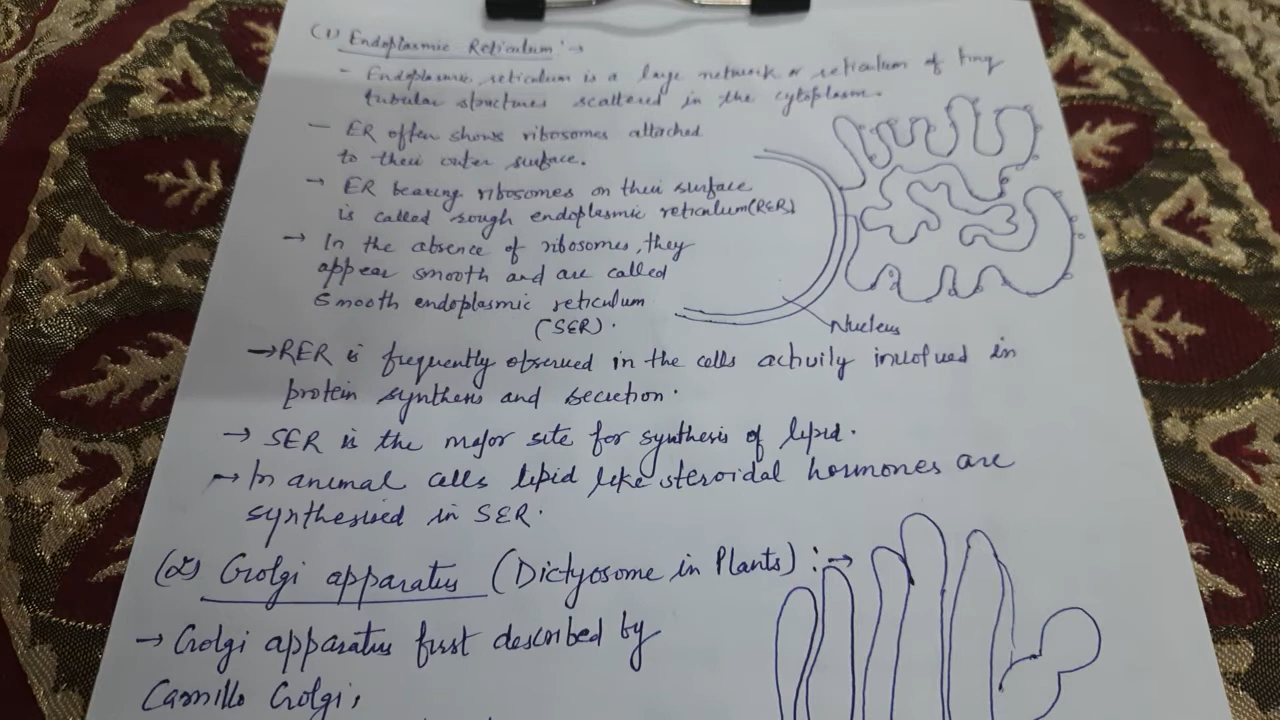 (1) Endoplasmic Reticulum :→
- Endoplasmic reticulum is a large network or reticulum of tiny
tubular structures scattered in the cytoplasm.
- ER often shows ribosomes attached
to their outer surface.
→ ER bearing ribosomes on their surface
is called rough endoplasmic reticulum (RER)
→ In the absence of ribosomes, they
appear smooth and are called
Smooth endoplasmic reticulum
(SER).
Nucleus
→ RER is frequently observed in the cells activily involved in
protein synthesis and secretion.
→ SER is the major site for synthesis of lipid.
→ In animal cells lipid like steroidal hormones are
synthesised in SER.
(2) Golgi apparatus (Dictyosome in Plants) :→
→ Golgi apparatus first described by
Camillo Golgi,